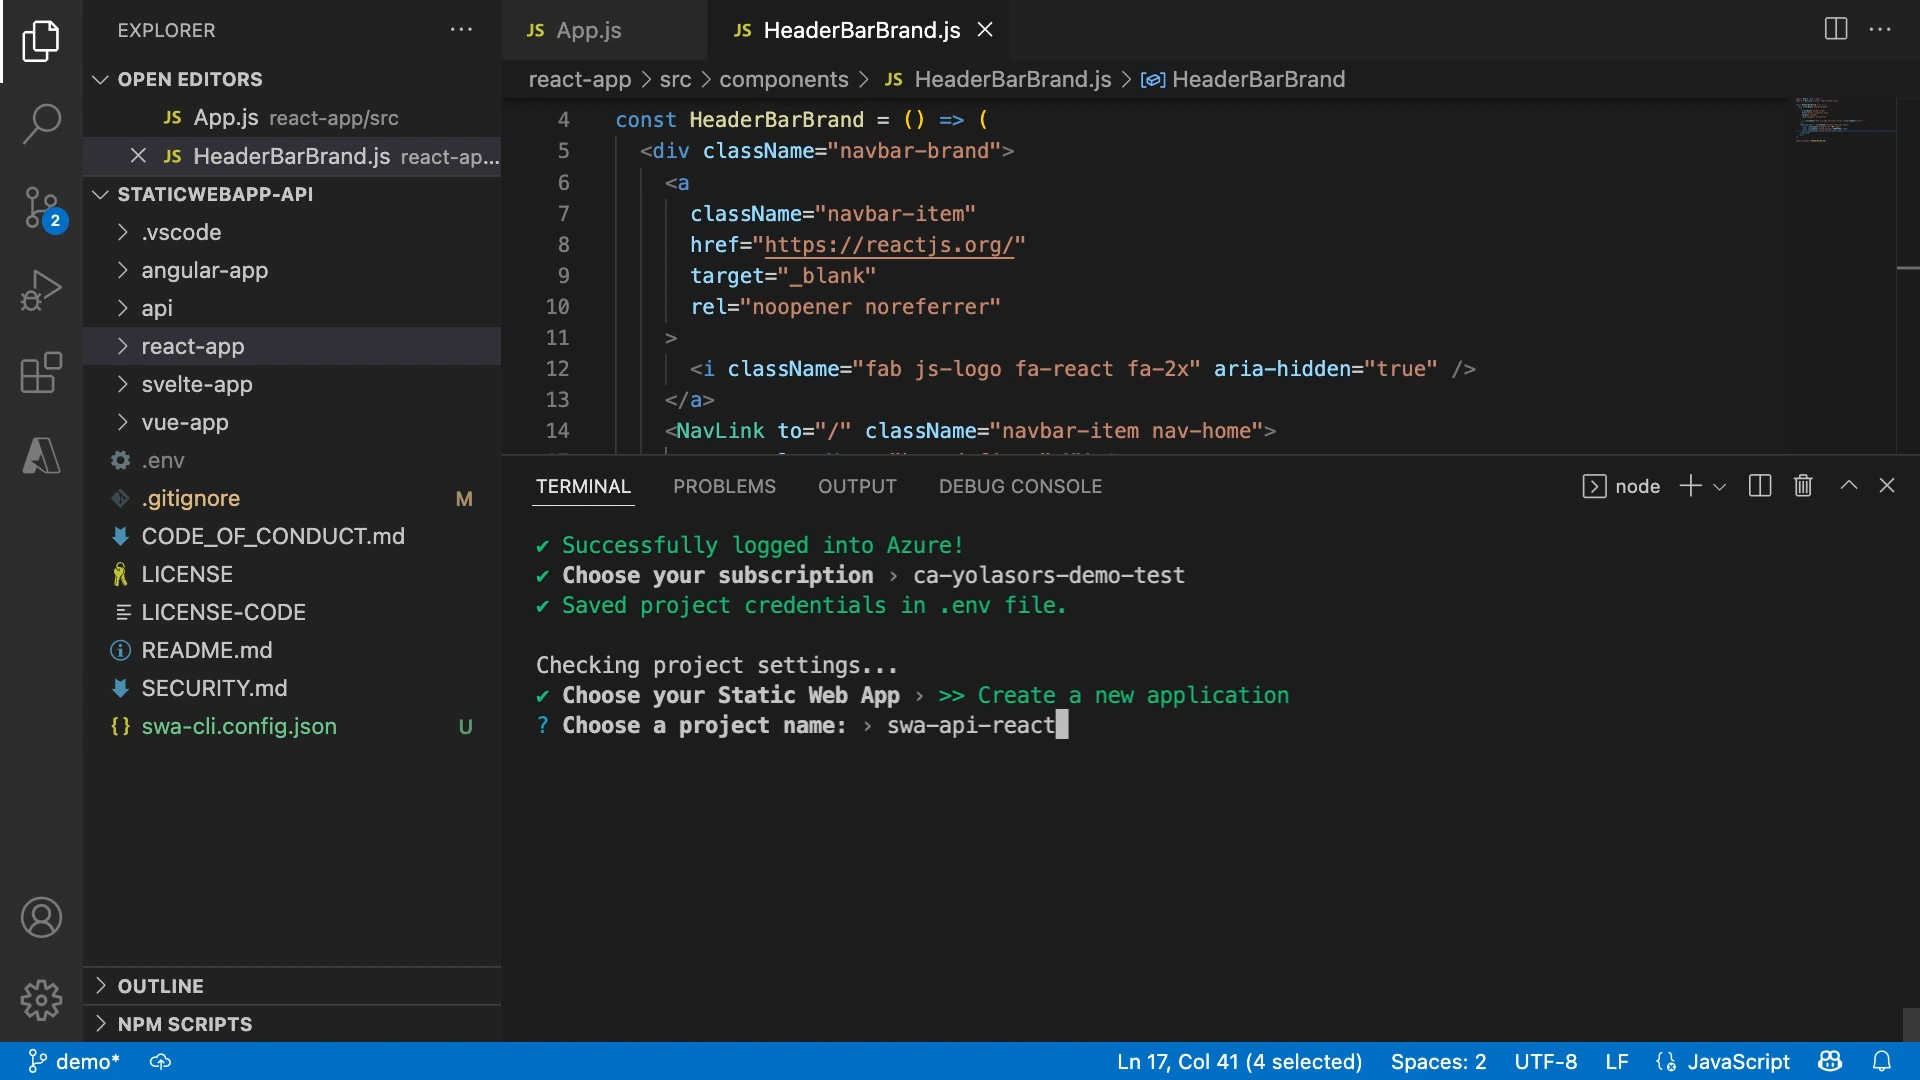 EXPLORER
OPEN EDITORS
JS App.js react-app/src
JS HeaderBarBrand.js react-ap...
STATICWEBAPP-API
.vscode
angular-app
api
react-app
svelte-app
vue-app
.env
.gitignore M
CODE_OF_CONDUCT.md
LICENSE
LICENSE-CODE
README.md
SECURITY.md
{} swa-cli.config.json U
OUTLINE
NPM SCRIPTS
2
JS App.js
JS HeaderBarBrand.js
react-app > src > components > JS HeaderBarBrand.js > HeaderBarBrand
4 const HeaderBarBrand = () => (
5 <div className="navbar-brand">
6 <a
7 className="navbar-item"
8 href="https://reactjs.org/"
9 target="_blank"
10 rel="noopener noreferrer"
11 >
12 <i className="fab js-logo fa-react fa-2x" aria-hidden="true" />
13 </a>
14 <NavLink to="/" className="navbar-item nav-home">
TERMINAL PROBLEMS OUTPUT DEBUG CONSOLE
node
✔ Successfully logged into Azure!
✔ Choose your subscription › ca-yolasors-demo-test
✔ Saved project credentials in .env file.
Checking project settings...
✔ Choose your Static Web App › >> Create a new application
? Choose a project name: › swa-api-react
demo*
Ln 17, Col 41 (4 selected) Spaces: 2 UTF-8 LF JavaScript